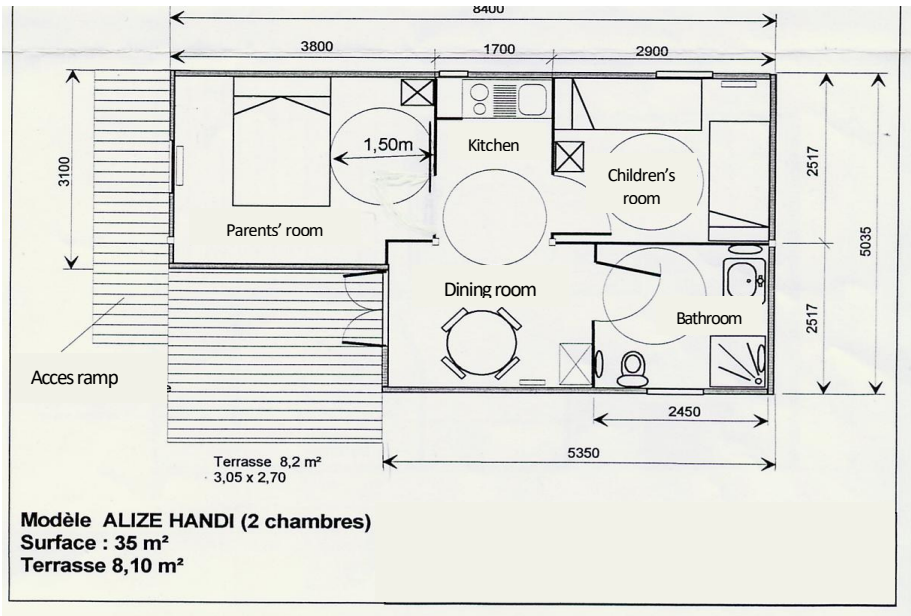 8400
3800
1700
2900
3100
1,50m
Kitchen
Children's
room
Parents' room
2517
5035
Dining room
Bathroom
2517
Acces ramp
2450
5350
Terrasse 8,2 m²
3,05 x 2,70
Modèle ALIZE HANDI (2 chambres)
Surface : 35 m²
Terrasse 8,10 m²